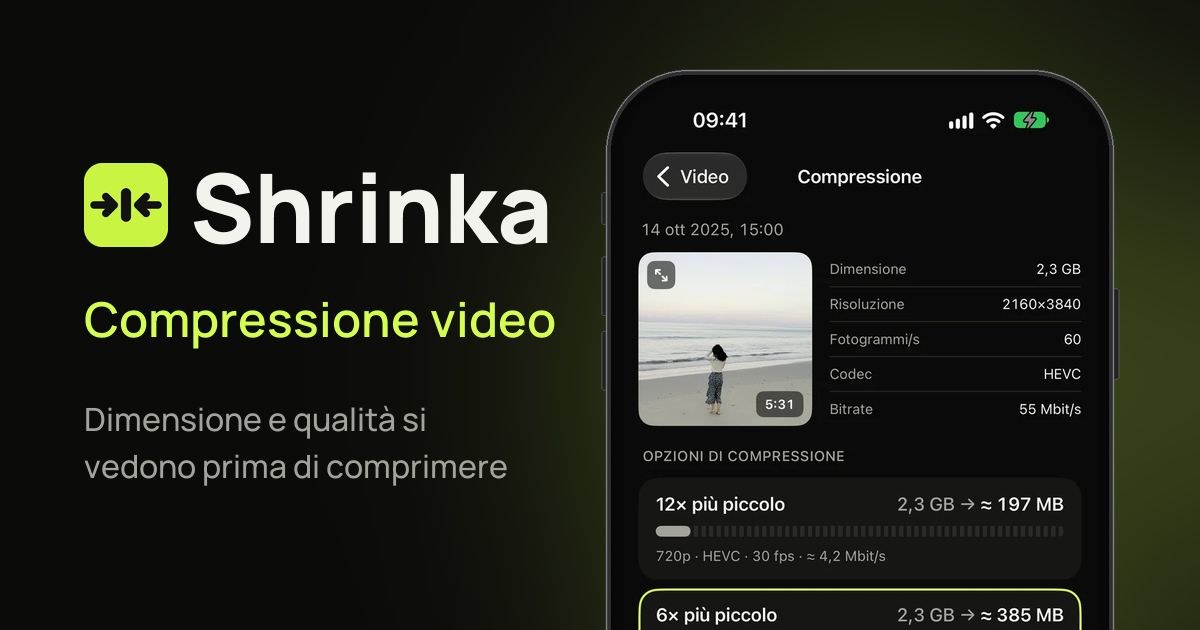 Shrinka
Compressione video
Dimensione e qualità si
vedono prima di comprimere
09:41
Video
Compressione
14 ott 2025, 15:00
5:31
Dimensione 2,3 GB
Risoluzione 2160×3840
Fotogrammi/s 60
Codec HEVC
Bitrate 55 Mbit/s
OPZIONI DI COMPRESSIONE
12× più piccolo 2,3 GB → ≈ 197 MB
720p · HEVC · 30 fps · ≈ 4,2 Mbit/s
6× più piccolo 2,3 GB → ≈ 385 MB